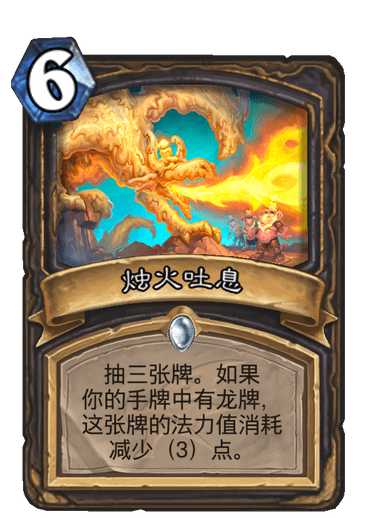 6
烛火吐息
抽三张牌。如果
你的手牌中有龙牌，
这张牌的法力值消耗
减少（3）点。